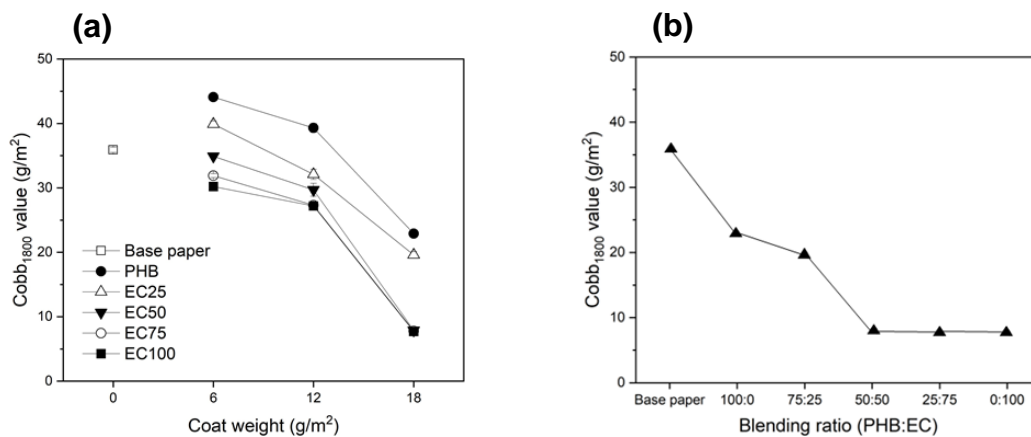 (a)
50
40
30
20
10
0
Cobb₁₈₀₀ value (g/m²)
Base paper
PHB
EC25
EC50
EC75
EC100
0 6 12 18
Coat weight (g/m²)
(b)
50
40
30
20
10
0
Cobb₁₈₀₀ value (g/m²)
Base paper 100:0 75:25 50:50 25:75 0:100
Blending ratio (PHB:EC)